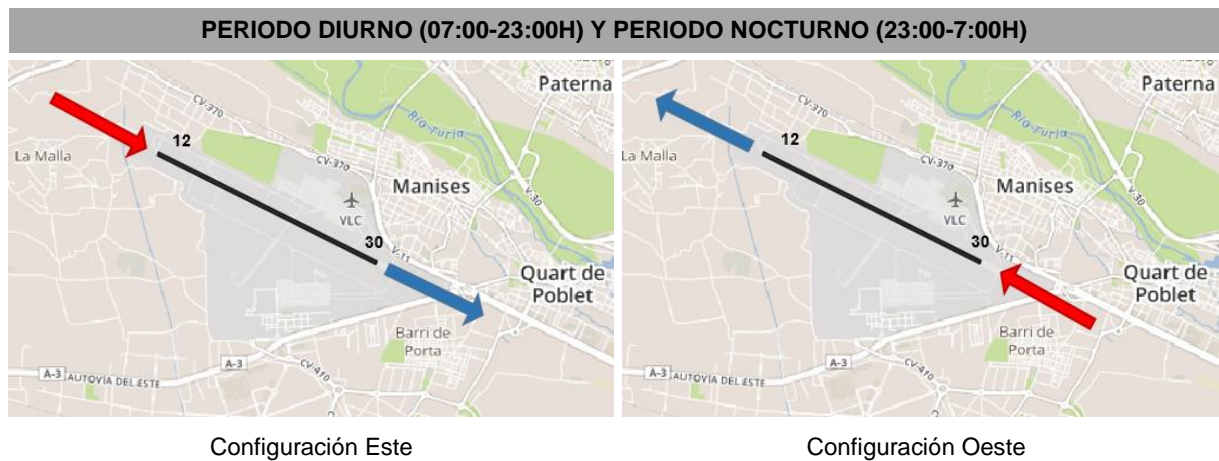 PERIODO DIURNO (07:00-23:00H) Y PERIODO NOCTURNO (23:00-7:00H)
Paterna
CV-370
Río Turia
12
La Malla
CV-370
Manises
V-30
VLC
30
V-11
Quart de
Poblet
Barri de
Porta
A-3
CV-410
A-3 AUTOVÍA DEL ESTE
Paterna
CV-370
Río Turia
12
La Malla
CV-370
Manises
V-30
VLC
30
V-11
Quart de
Poblet
Barri de
Porta
A-3
CV-410
A-3 AUTOVÍA DEL ESTE
Configuración Este
Configuración Oeste